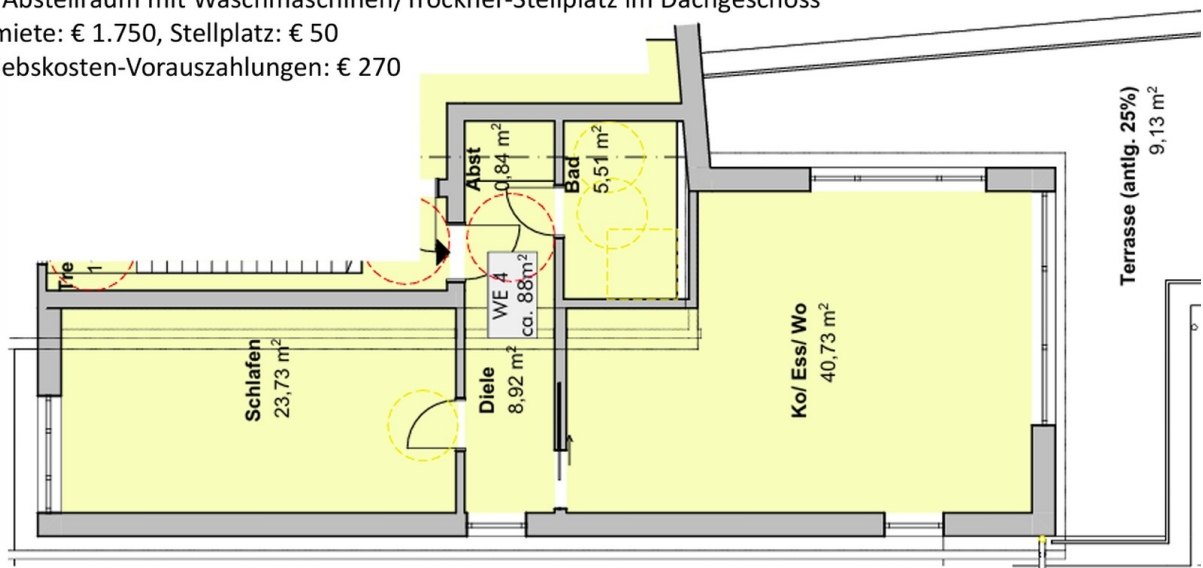 Abstellraum mit Waschmaschinen/Trockner-Stellplatz im Dachgeschoss
miete: € 1.750, Stellplatz: € 50
ebskosten-Vorauszahlungen: € 270
Abst
0,84 m²
Bad
5,51 m²
Terrasse (antlg. 25%)
9,13 m²
Tre
1
WE 4
ca. 88m²
Schlafen
23,73 m²
Diele
8,92 m²
Ko/ Ess/ Wo
40,73 m²